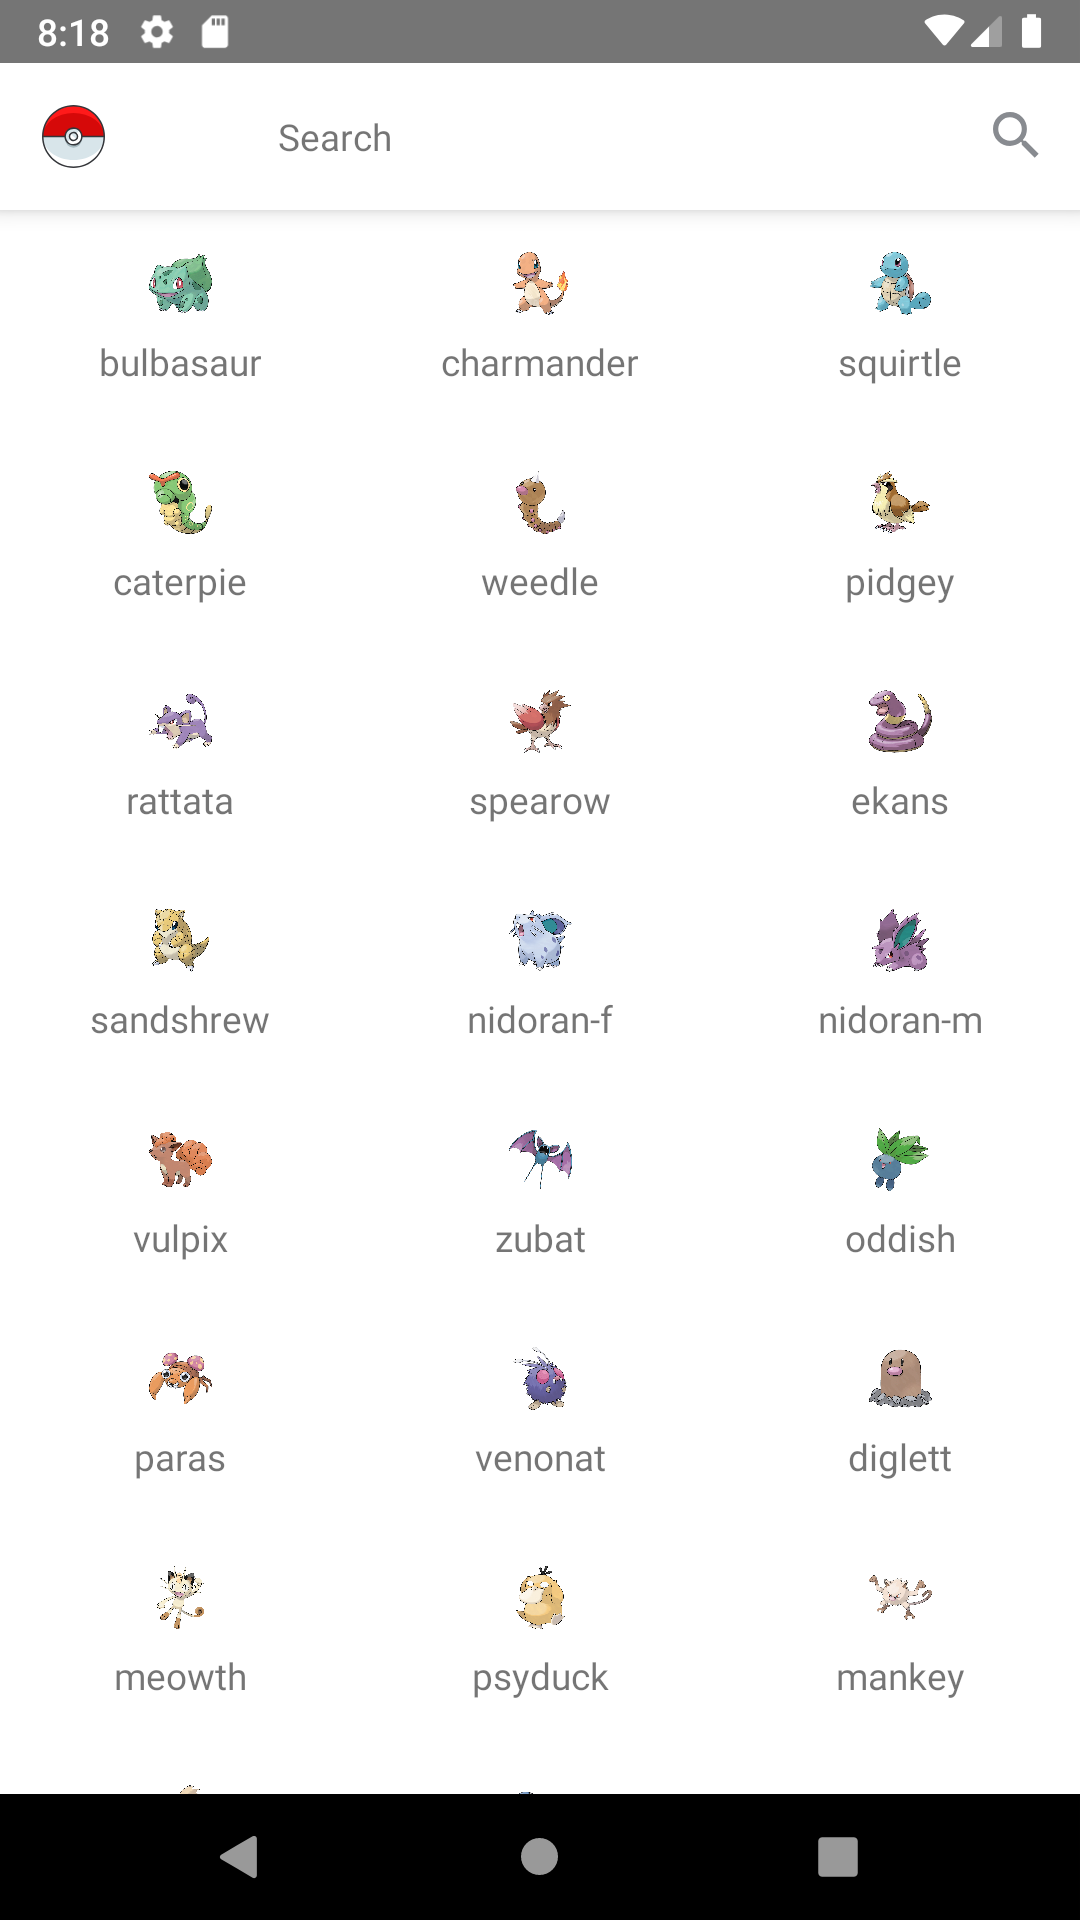 8:18
Search
bulbasaur charmander squirtle
caterpie weedle pidgey
rattata spearow ekans
sandshrew nidoran-f nidoran-m
vulpix zubat oddish
paras venonat diglett
meowth psyduck mankey